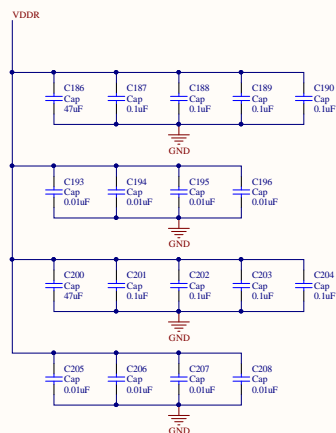 VDDR
C186 C187 C188 C189 C190
Cap Cap Cap Cap Cap
47uF 0.1uF 0.1uF 0.1uF 0.1uF
GND
C193 C194 C195 C196
Cap Cap Cap Cap
0.01uF 0.01uF 0.01uF 0.01uF
GND
C200 C201 C202 C203 C204
Cap Cap Cap Cap Cap
47uF 0.1uF 0.1uF 0.1uF 0.1uF
GND
C205 C206 C207 C208
Cap Cap Cap Cap
0.01uF 0.01uF 0.01uF 0.01uF
GND